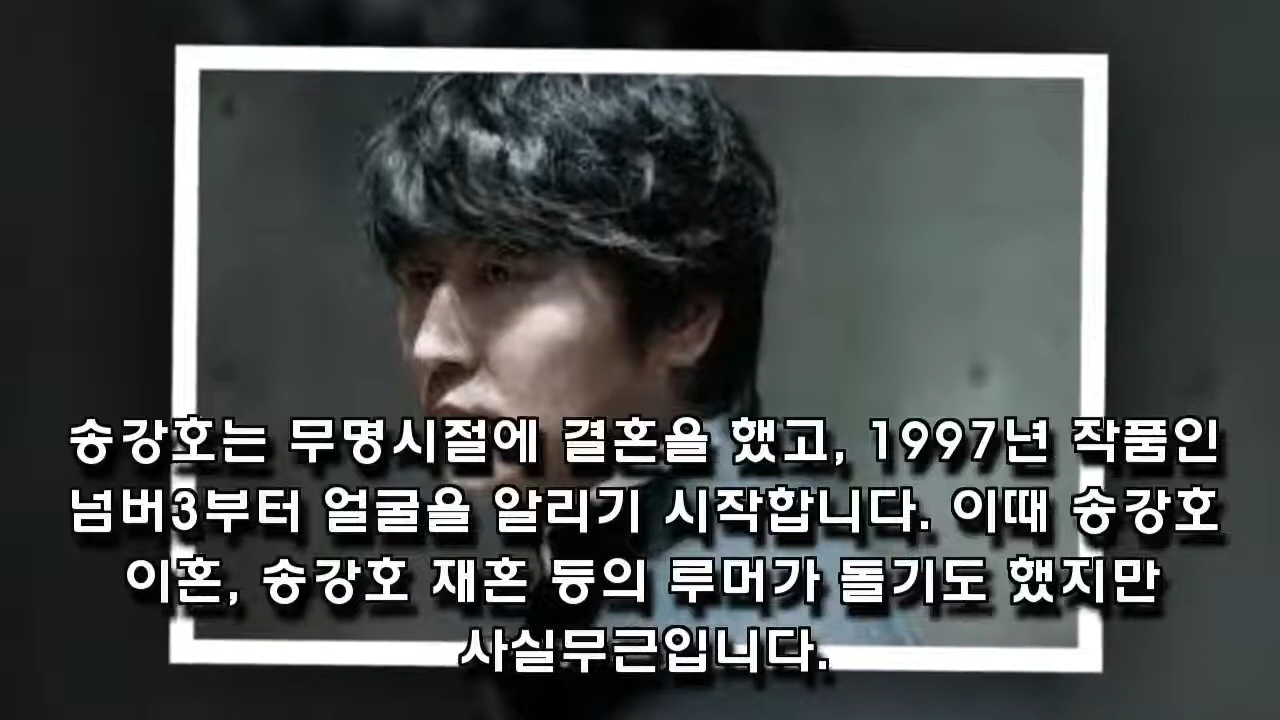 송강호는 무명시절에 결혼을 했고, 1997년 작품인
넘버3부터 얼굴을 알리기 시작합니다. 이때 송강호
이혼, 송강호 재혼 등의 루머가 돌기도 했지만
사실무근입니다.